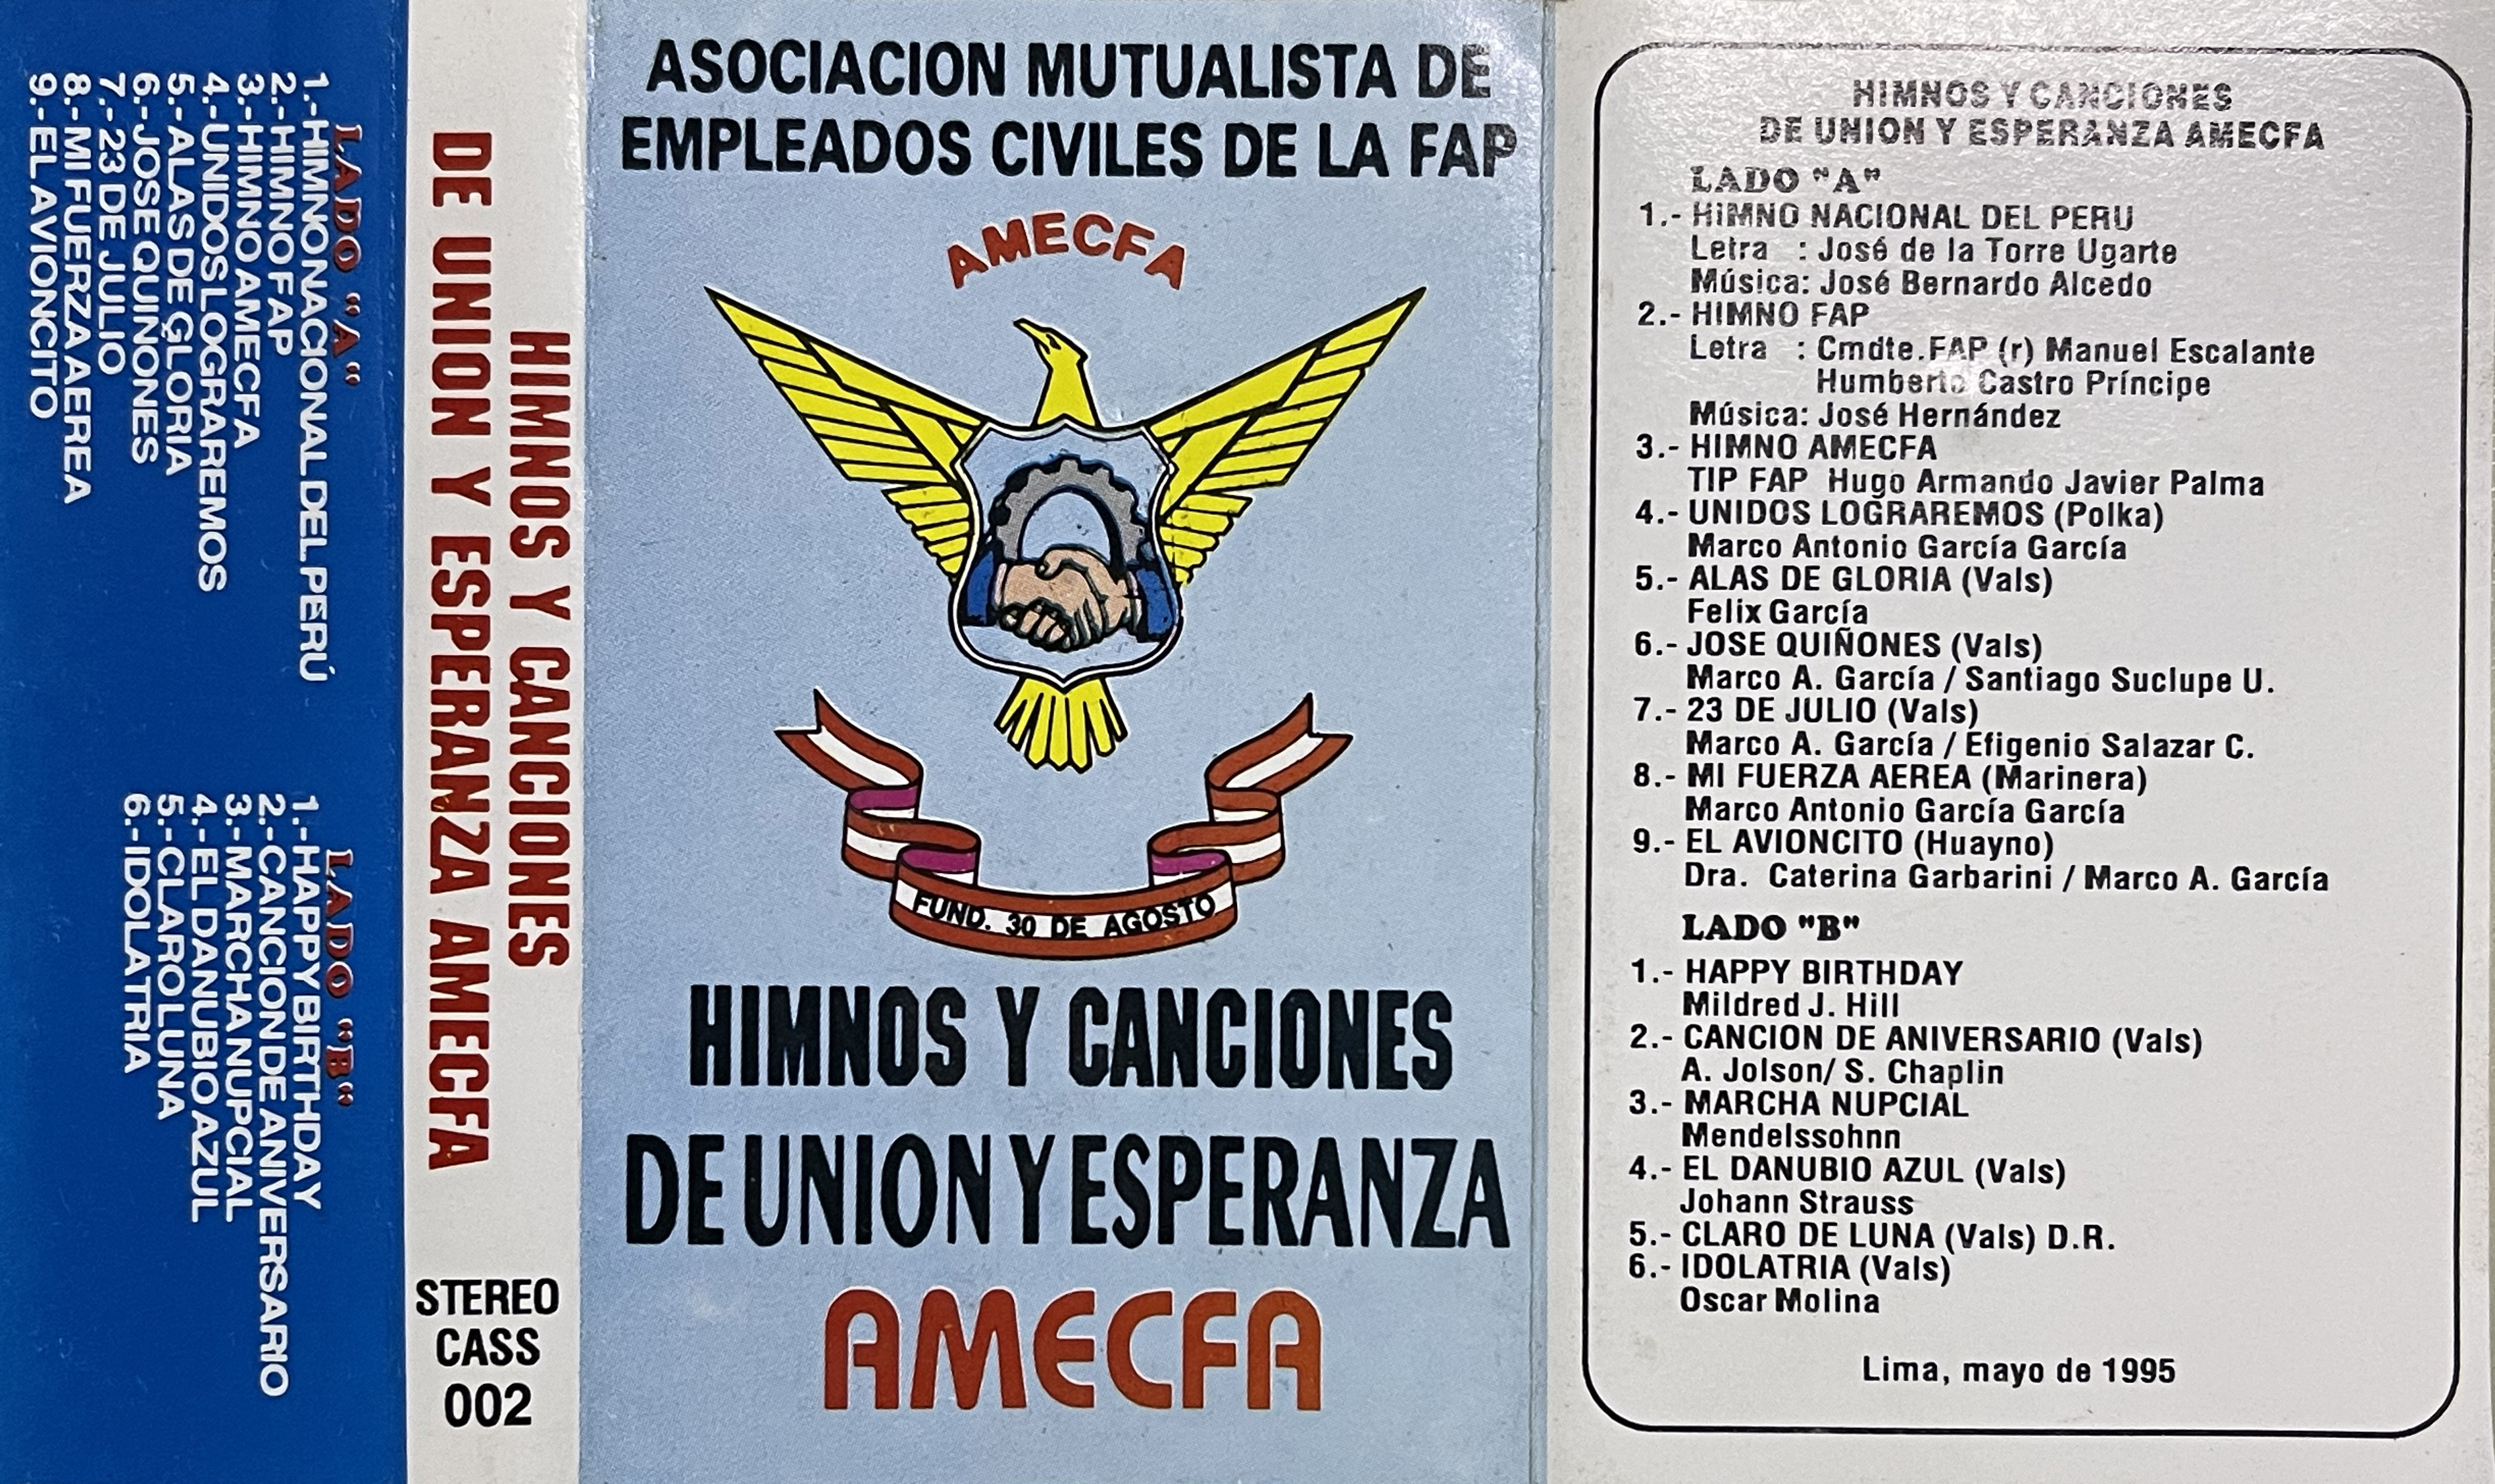 LADO "A"
1.-HIMNO NACIONAL DEL PERÚ
2.-HIMNO FAP
3.-HIMNO AMECFA
4.-UNIDOS LOGRAREMOS
5.-ALAS DE GLORIA
6.-JOSE QUIÑONES
7.-23 DE JULIO
8.-MI FUERZA AEREA
9.-EL AVIONCITO
LADO "B"
1.-HAPPY BIRTHDAY
2.-CANCION DE ANIVERSARIO
3.-MARCHA NUPCIAL
4.-EL DANUBIO AZUL
5.-CLARO LUNA
6.-IDOLATRIA
HIMNOS Y CANCIONES
DE UNION Y ESPERANZA AMECFA
STEREO
CASS
002
ASOCIACION MUTUALISTA DE
EMPLEADOS CIVILES DE LA FAP
AMECFA
FUND. 30 DE AGOSTO
HIMNOS Y CANCIONES
DE UNION Y ESPERANZA
AMECFA
HIMNOS Y CANCIONES
DE UNION Y ESPERANZA AMECFA
LADO "A"
1.- HIMNO NACIONAL DEL PERU
Letra : José de la Torre Ugarte
Música: José Bernardo Alcedo
2.- HIMNO FAP
Letra : Cmdte.FAP (r) Manuel Escalante
Humberto Castro Príncipe
Música: José Hernández
3.- HIMNO AMECFA
TIP FAP Hugo Armando Javier Palma
4.- UNIDOS LOGRAREMOS (Polka)
Marco Antonio García García
5.- ALAS DE GLORIA (Vals)
Felix García
6.- JOSE QUIÑONES (Vals)
Marco A. García / Santiago Suclupe U.
7.- 23 DE JULIO (Vals)
Marco A. García / Efigenio Salazar C.
8.- MI FUERZA AEREA (Marinera)
Marco Antonio García García
9.- EL AVIONCITO (Huayno)
Dra. Caterina Garbarini / Marco A. García
LADO "B"
1.- HAPPY BIRTHDAY
Mildred J. Hill
2.- CANCION DE ANIVERSARIO (Vals)
A. Jolson/ S. Chaplin
3.- MARCHA NUPCIAL
Mendelssohnn
4.- EL DANUBIO AZUL (Vals)
Johann Strauss
5.- CLARO DE LUNA (Vals) D.R.
6.- IDOLATRIA (Vals)
Oscar Molina
Lima, mayo de 1995